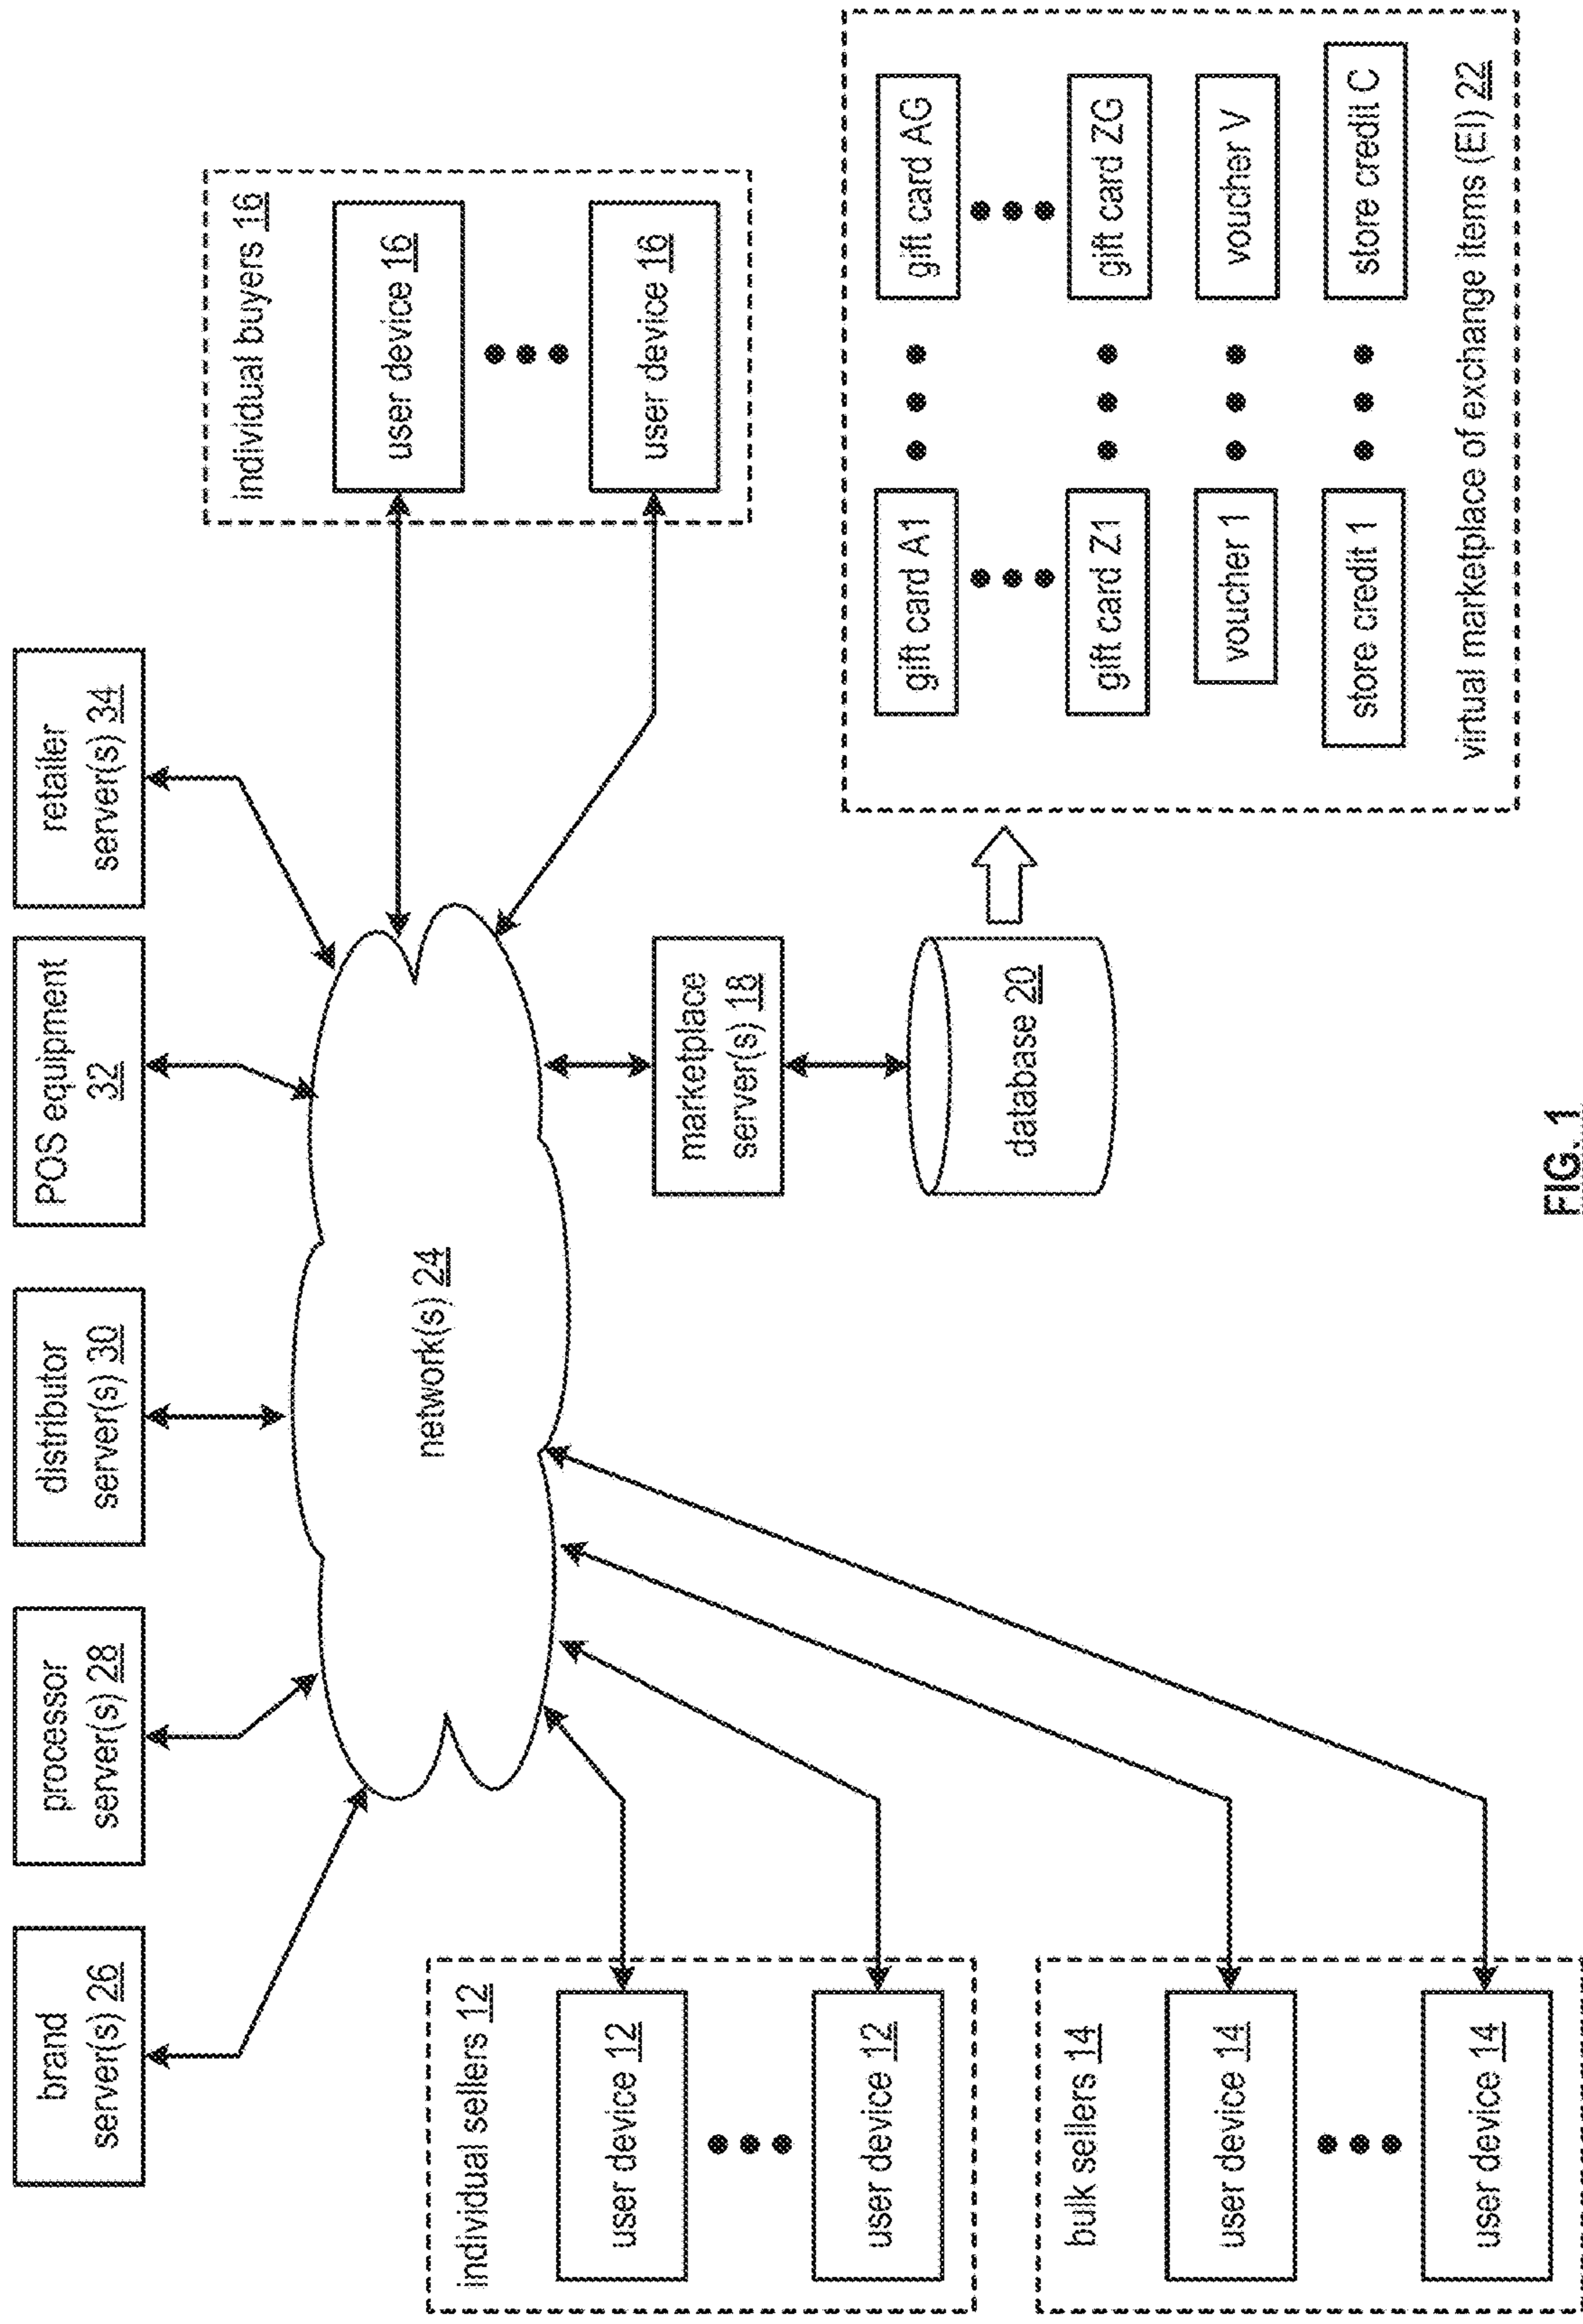 brand
server(s) 26
processor
server(s) 28
distributor
server(s) 30
POS equipment
32
retailer
server(s) 34
individual buyers 16
user device 16
user device 16
network(s) 24
individual sellers 12
user device 12
user device 12
bulk sellers 14
user device 14
user device 14
marketplace
server(s) 18
database 20
gift card A1
gift card AG
gift card Z1
gift card ZG
voucher 1
voucher V
store credit 1
store credit C
virtual marketplace of exchange items (EI) 22
FIG. 1